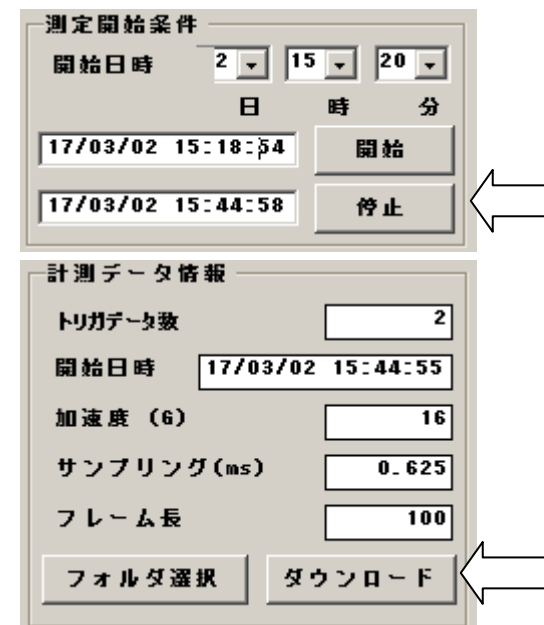 測定開始条件
開始日時 2 15 20
日 時 分
17/03/02 15:18:54 開始
17/03/02 15:44:58 停止
計測データ情報
トリガデータ数 2
開始日時 17/03/02 15:44:55
加速度 (G) 16
サンプリング(ms) 0.625
フレーム長 100
フォルダ選択 ダウンロード